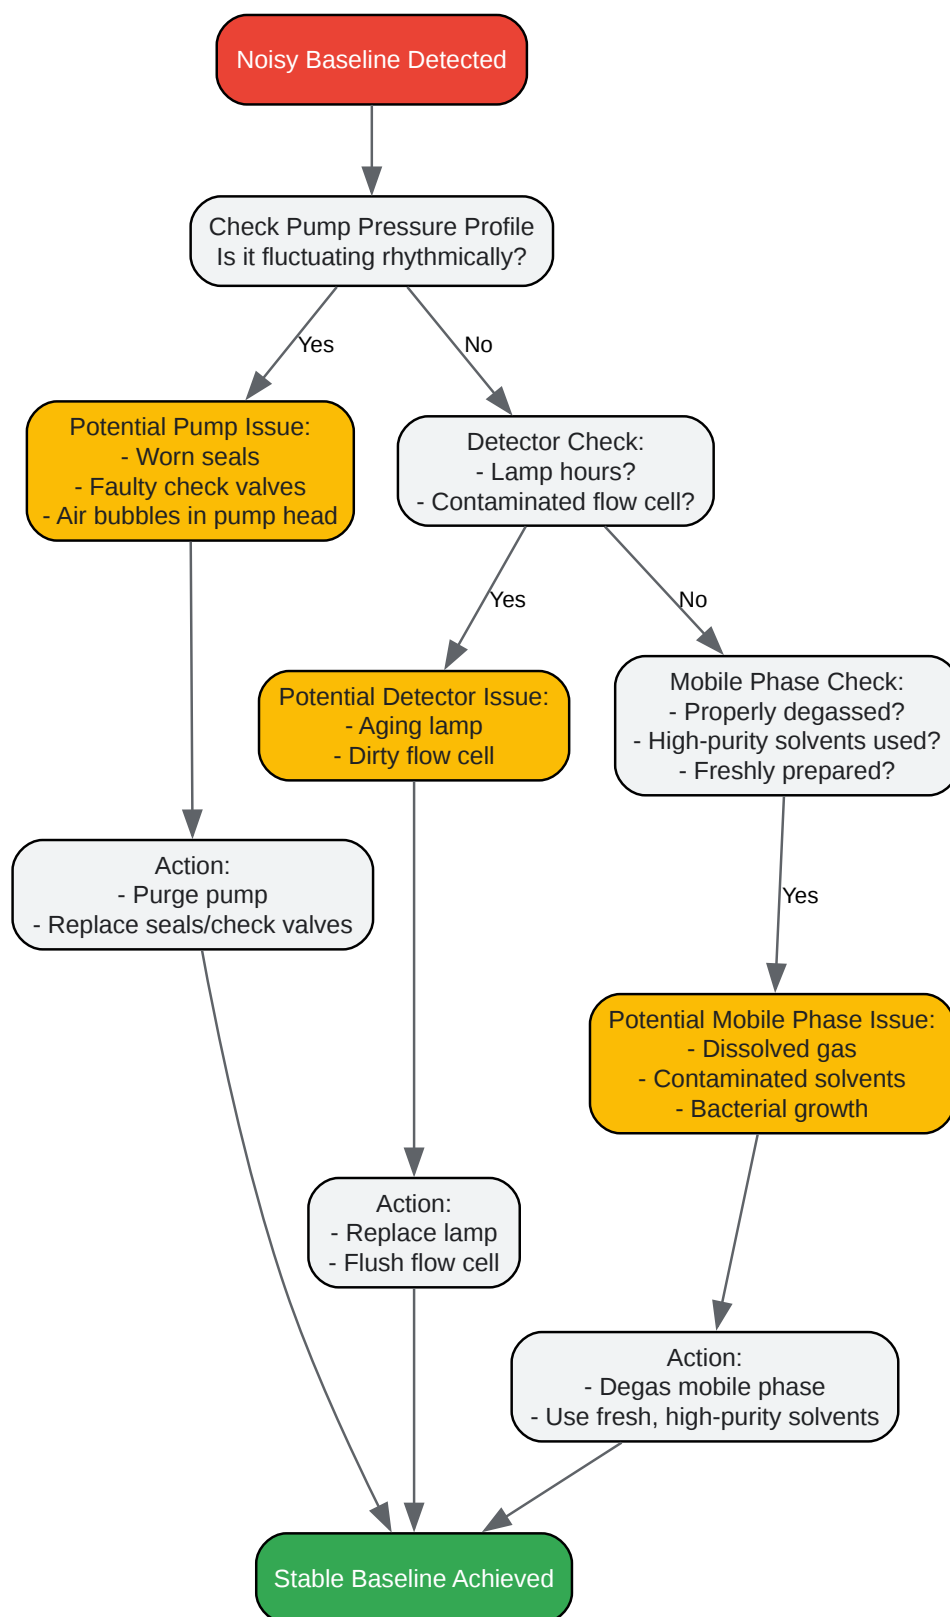 Noisy Baseline Detected
Check Pump Pressure Profile
Is it fluctuating rhythmically?
Yes
No
Potential Pump Issue:
- Worn seals
- Faulty check valves
- Air bubbles in pump head
Detector Check:
- Lamp hours?
- Contaminated flow cell?
Yes
No
Potential Detector Issue:
- Aging lamp
- Dirty flow cell
Mobile Phase Check:
- Properly degassed?
- High-purity solvents used?
- Freshly prepared?
Action:
- Purge pump
- Replace seals/check valves
Yes
Potential Mobile Phase Issue:
- Dissolved gas
- Contaminated solvents
- Bacterial growth
Action:
- Replace lamp
- Flush flow cell
Action:
- Degas mobile phase
- Use fresh, high-purity solvents
Stable Baseline Achieved